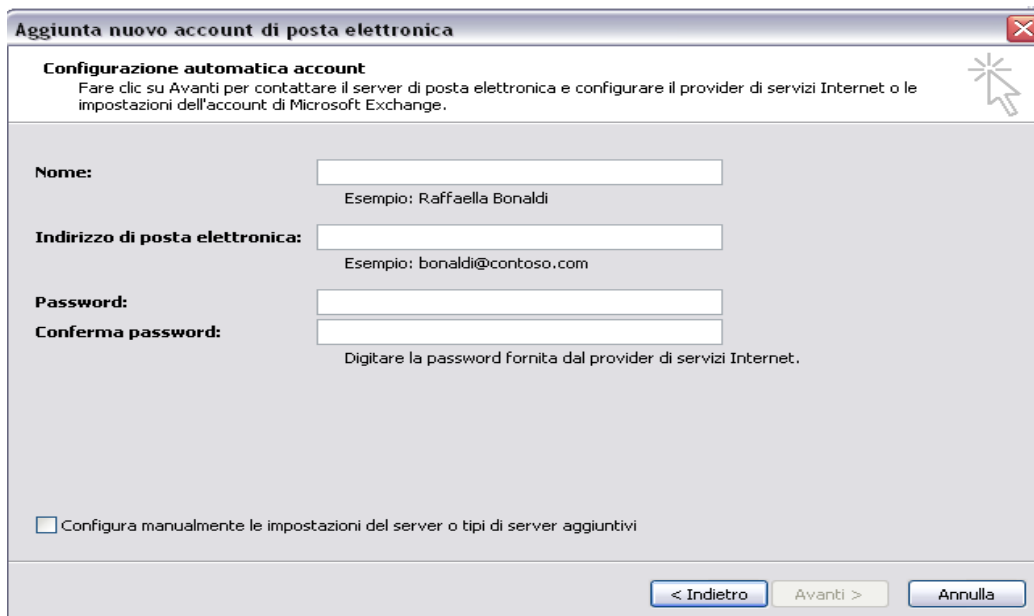 Aggiunta nuovo account di posta elettronica
Configurazione automatica account
Fare clic su Avanti per contattare il server di posta elettronica e configurare il provider di servizi Internet o le
impostazioni dell'account di Microsoft Exchange.
Nome:
Esempio: Raffaella Bonaldi
Indirizzo di posta elettronica:
Esempio: bonaldi@contoso.com
Password:
Conferma password:
Digitare la password fornita dal provider di servizi Internet.
Configura manualmente le impostazioni del server o tipi di server aggiuntivi
< Indietro Avanti > Annulla